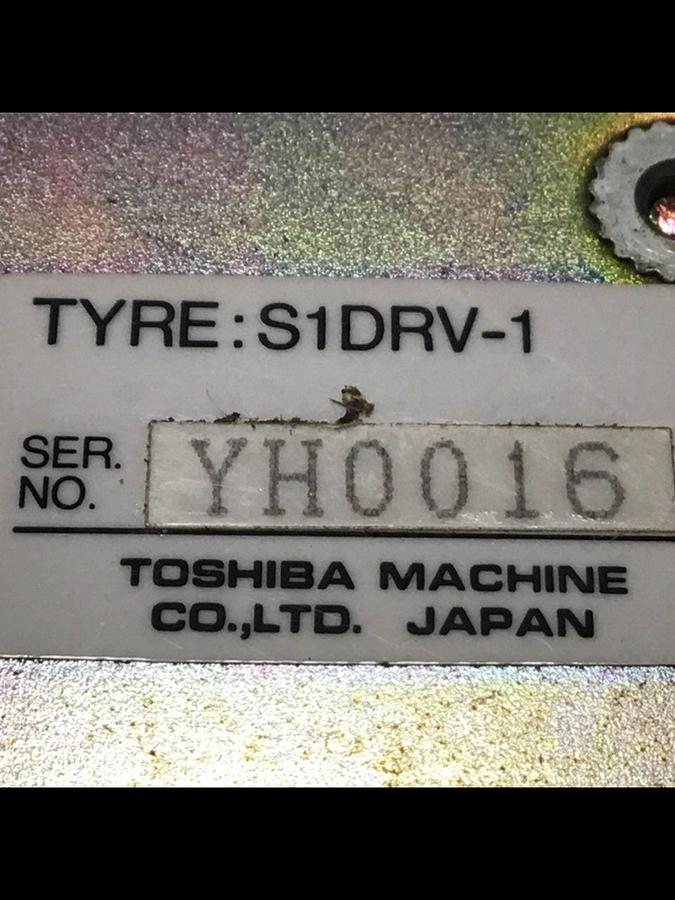 TYRE:S1DRV-1
SER. NO. YH0016
TOSHIBA MACHINE
CO.,LTD. JAPAN